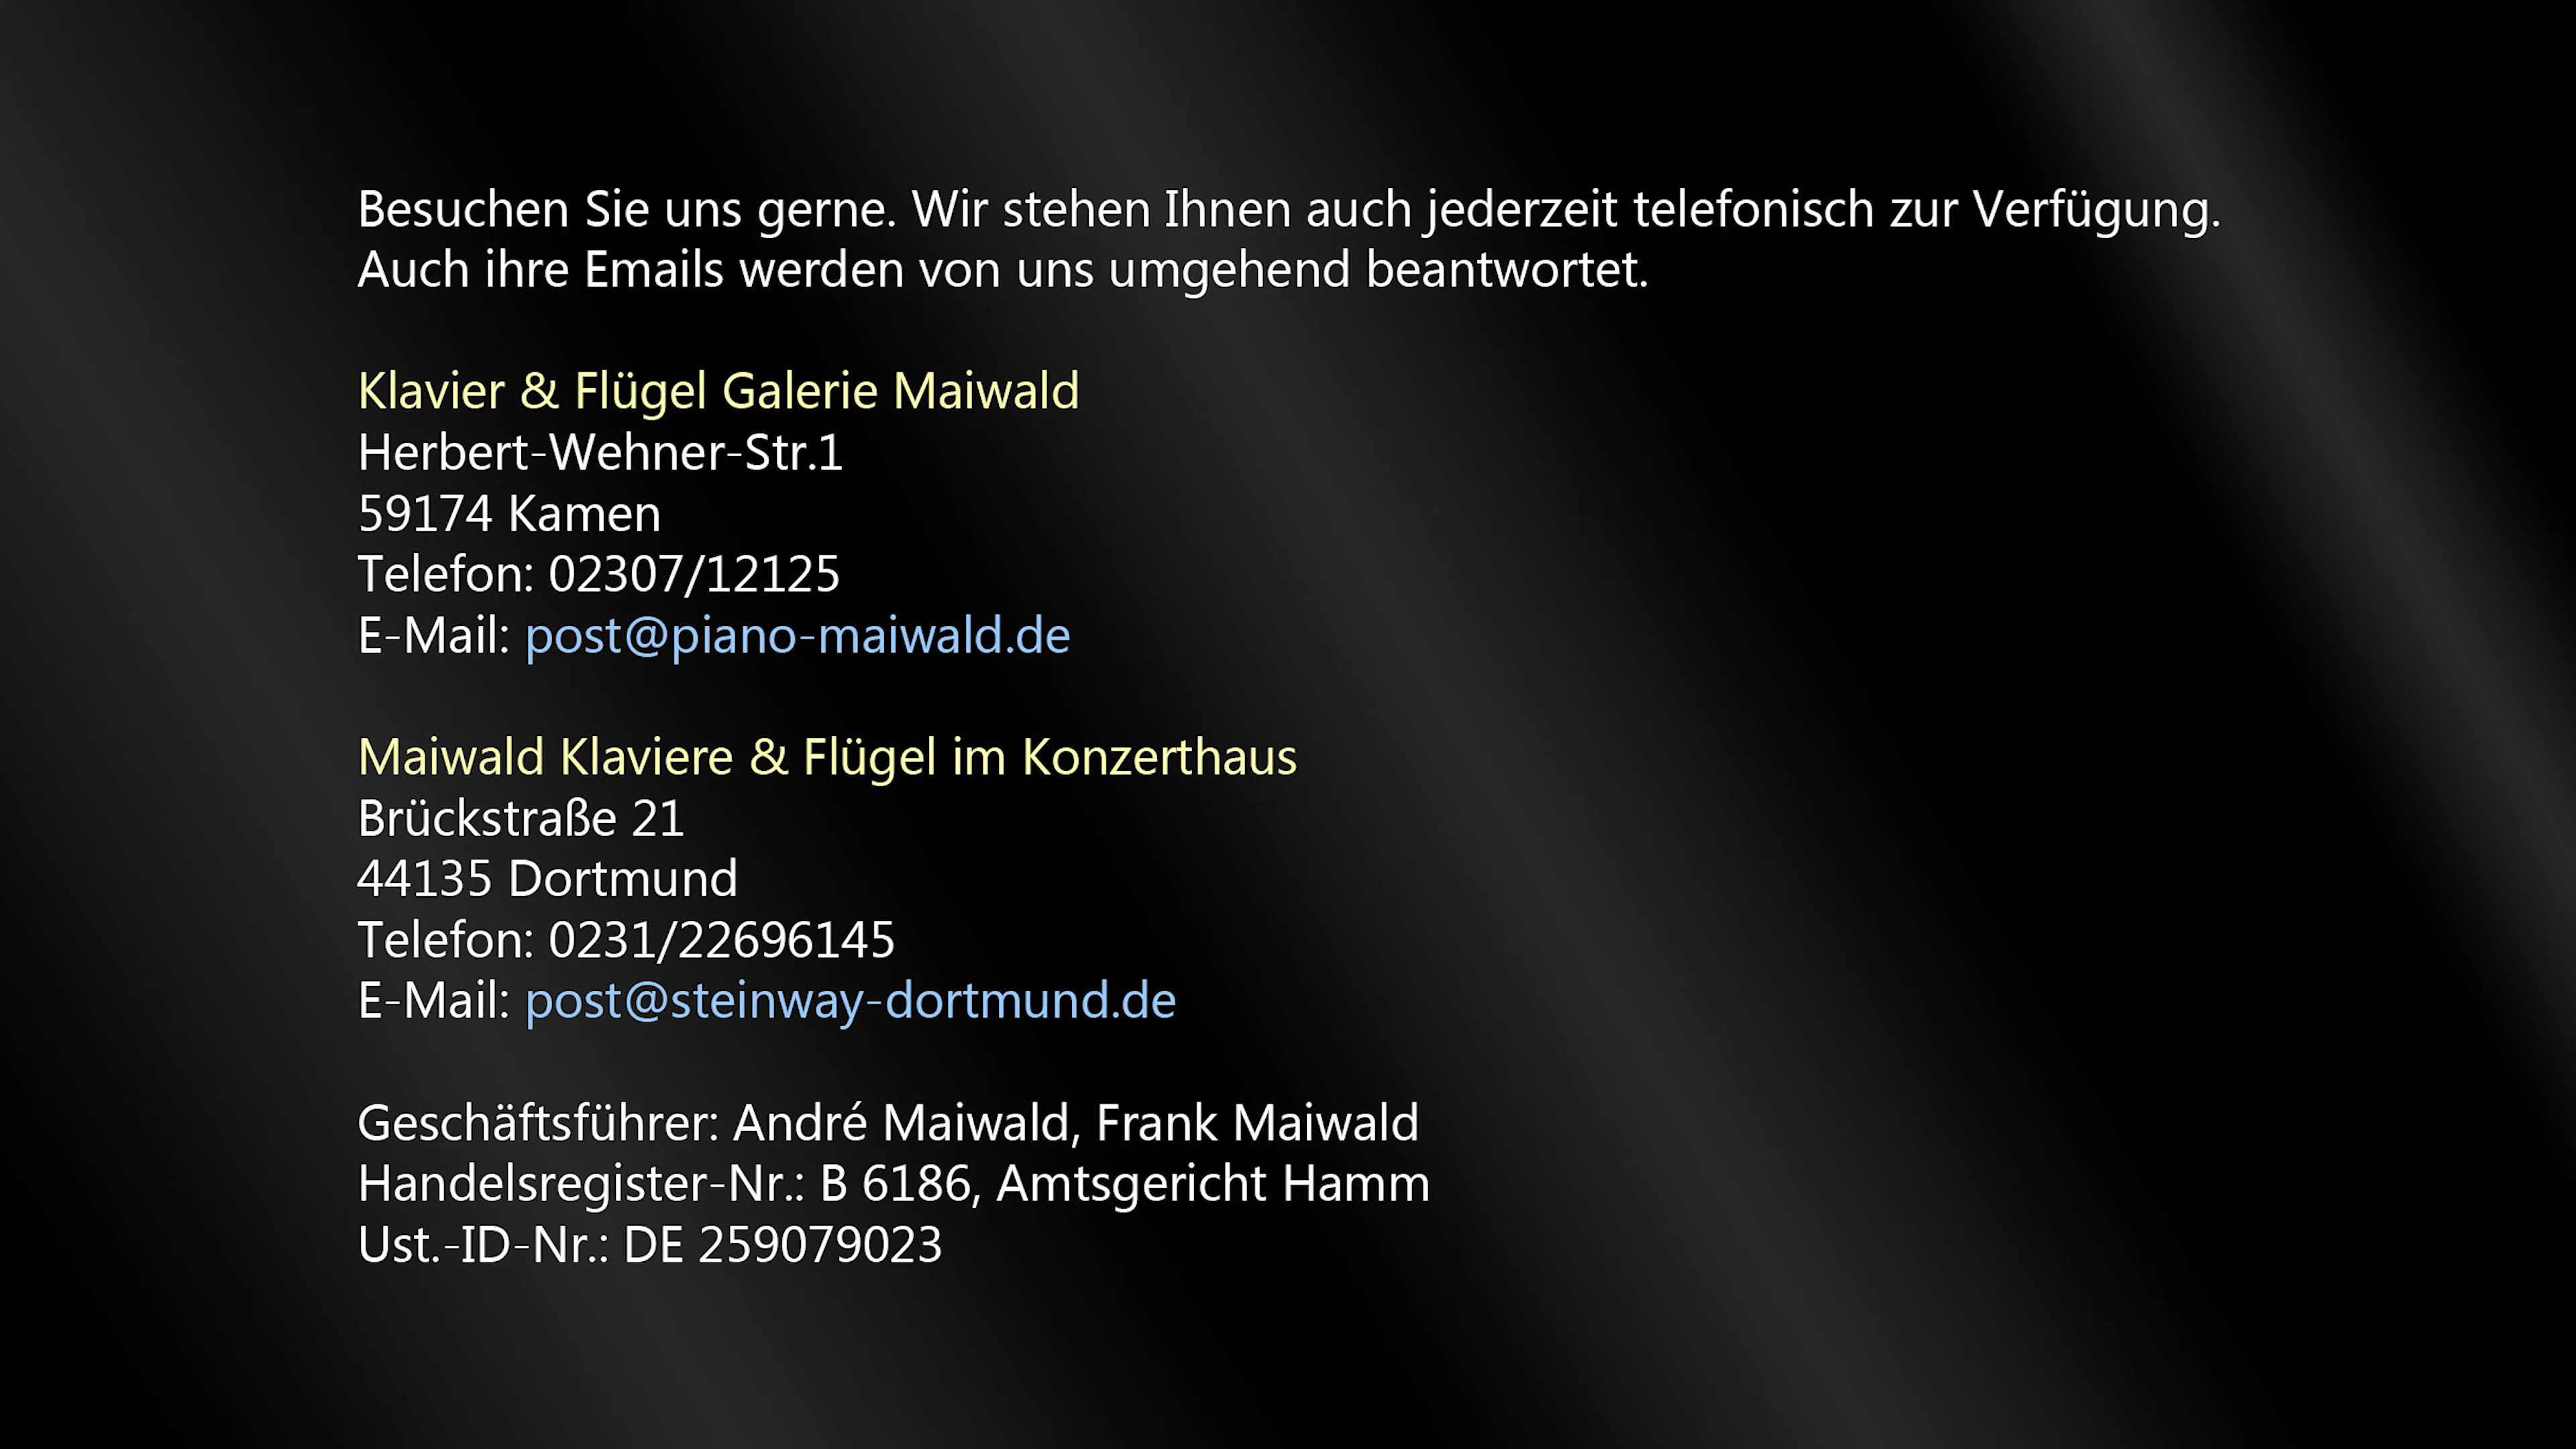 Besuchen Sie uns gerne. Wir stehen Ihnen auch jederzeit telefonisch zur Verfügung.
Auch ihre Emails werden von uns umgehend beantwortet.
Klavier & Flügel Galerie Maiwald
Herbert-Wehner-Str.1
59174 Kamen
Telefon: 02307/12125
E-Mail: post@piano-maiwald.de
Maiwald Klaviere & Flügel im Konzerthaus
Brückstraße 21
44135 Dortmund
Telefon: 0231/22696145
E-Mail: post@steinway-dortmund.de
Geschäftsführer: André Maiwald, Frank Maiwald
Handelsregister-Nr.: B 6186, Amtsgericht Hamm
Ust.-ID-Nr.: DE 259079023